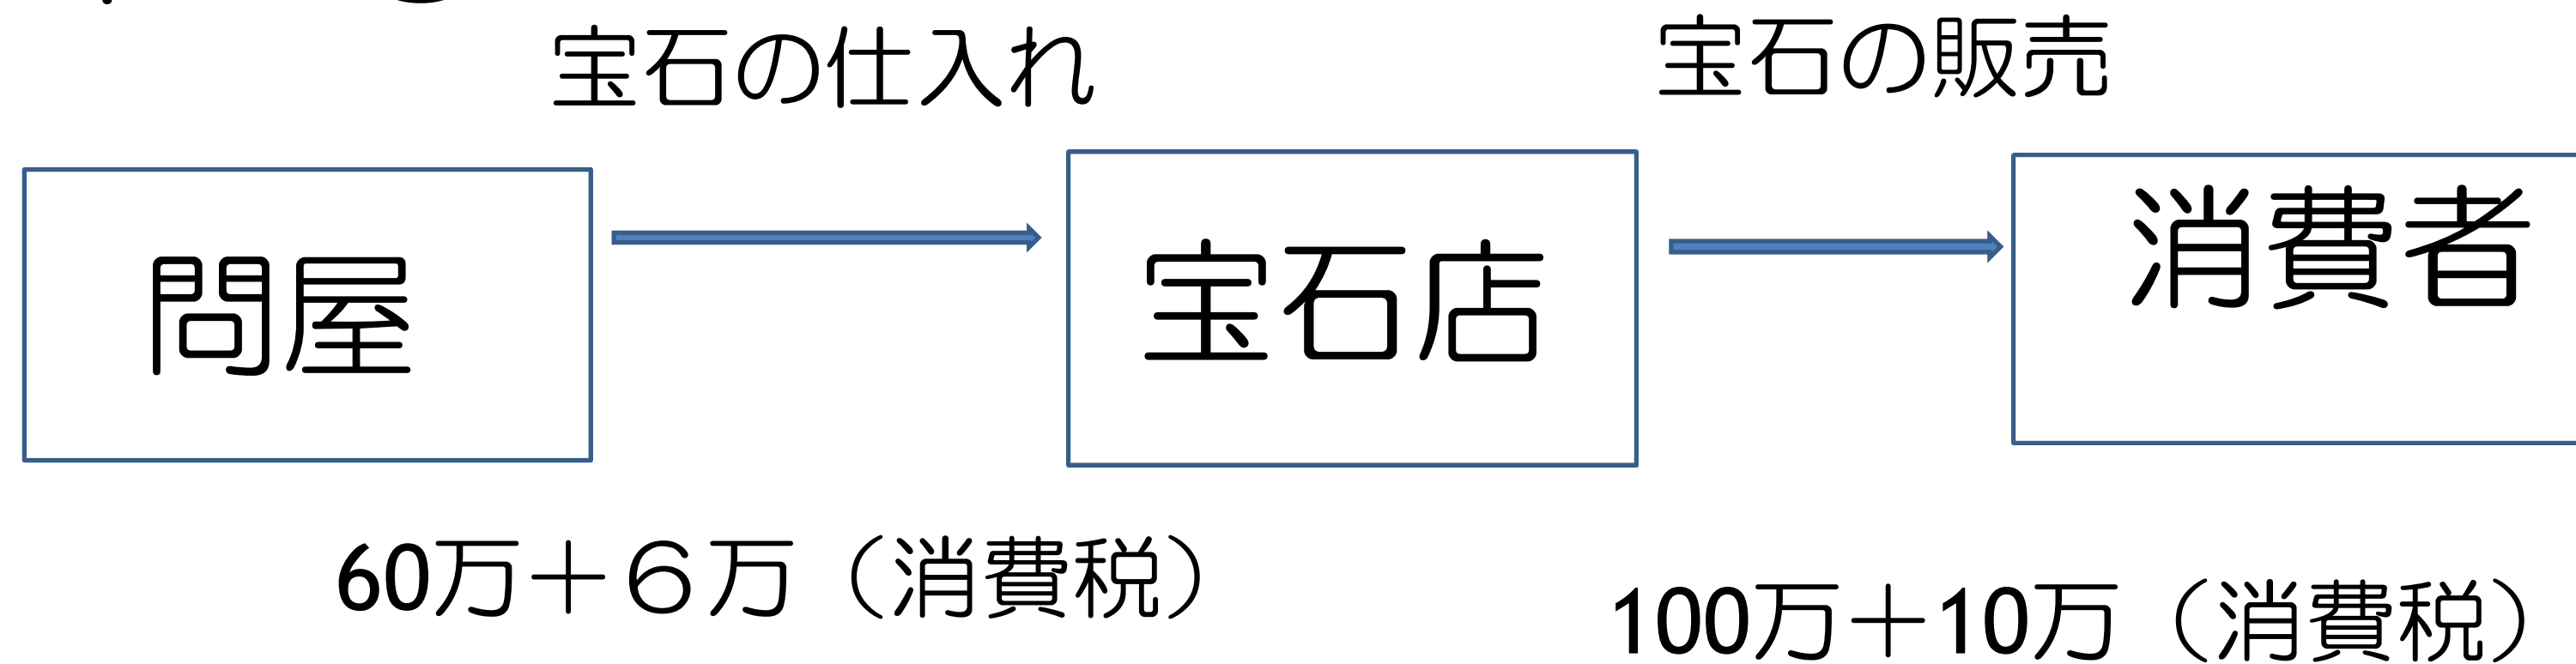 宝石の仕入れ
宝石の販売
問屋
宝石店
消費者
60万＋６万（消費税）
100万＋10万（消費税）